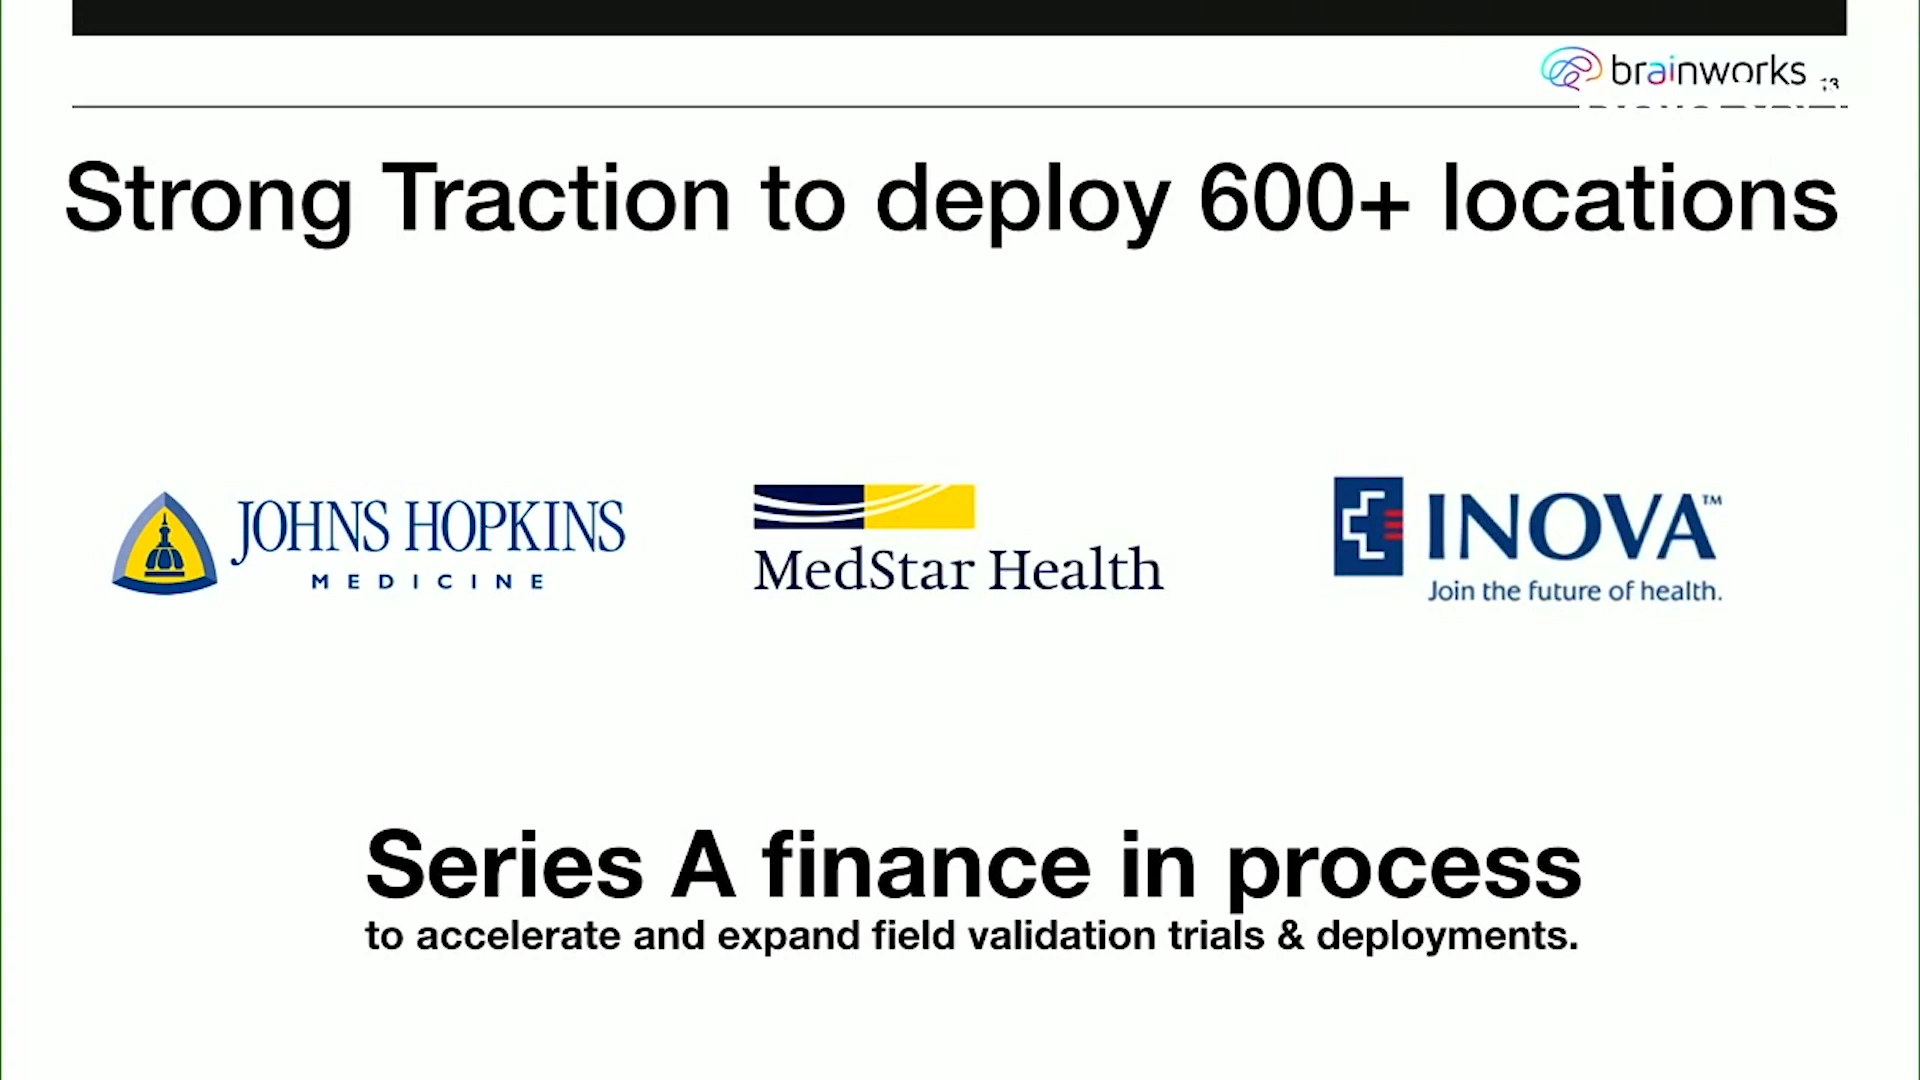 brainworks
Strong Traction to deploy 600+ locations
JOHNS HOPKINS
MEDICINE
MedStar Health
INOVA™
Join the future of health.
Series A finance in process
to accelerate and expand field validation trials & deployments.